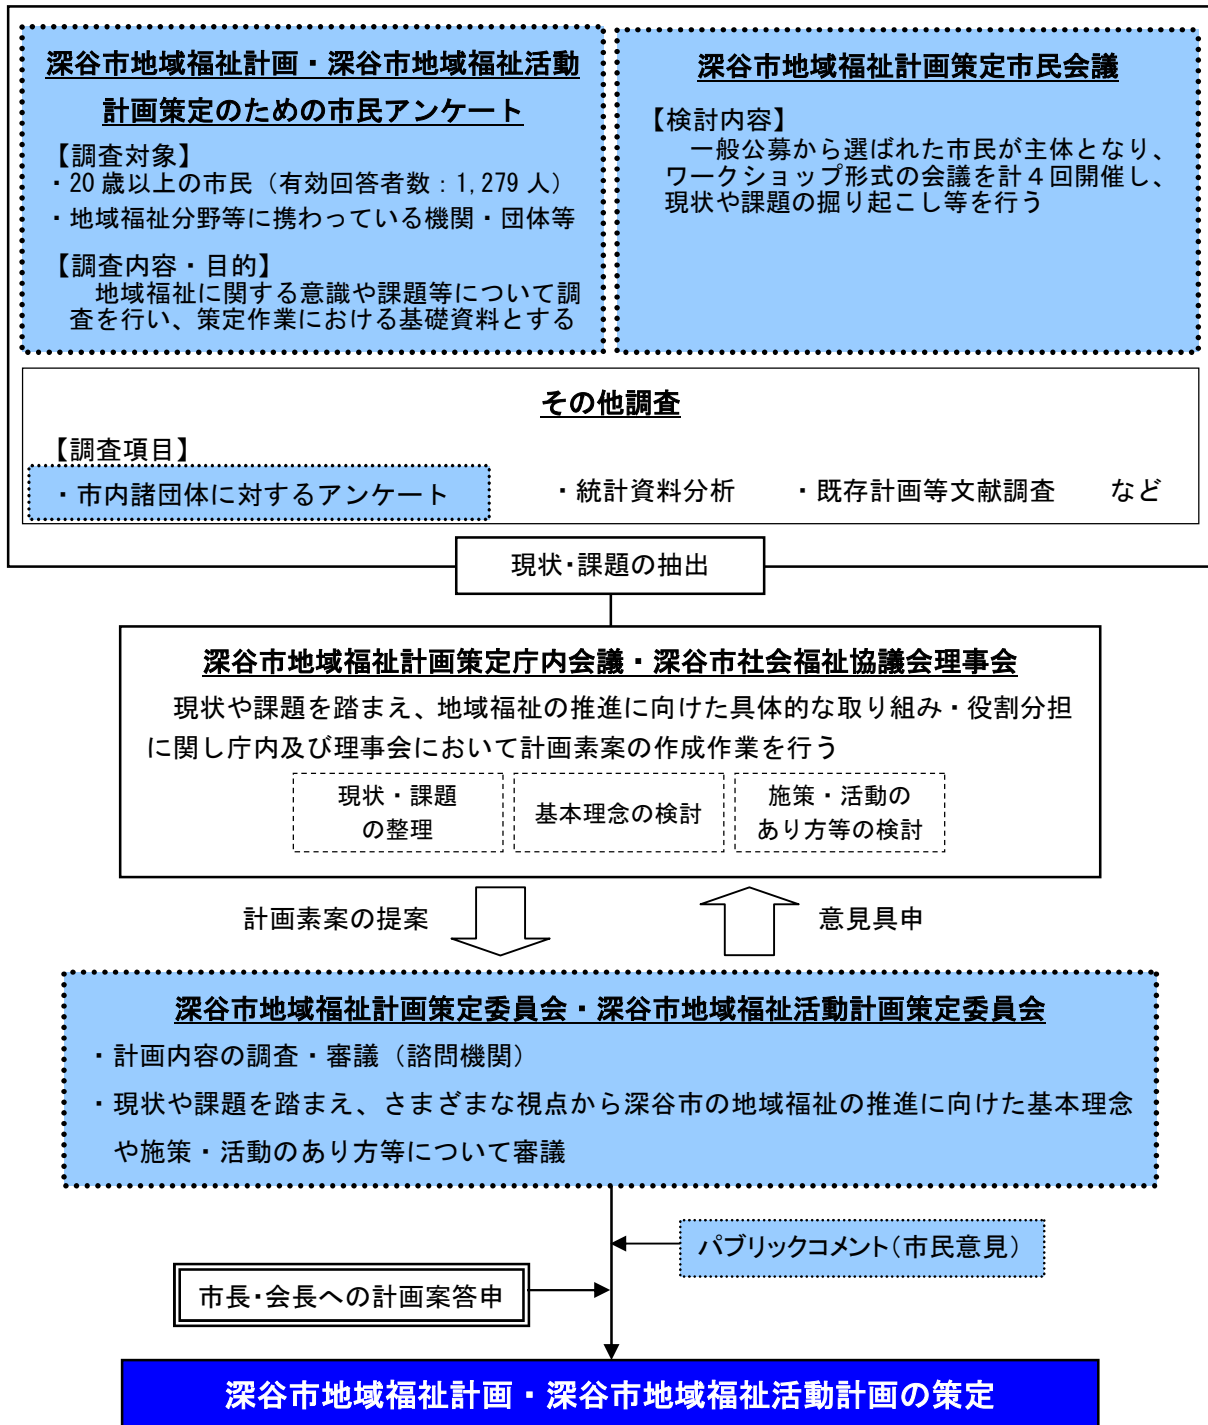 深谷市地域福祉計画・深谷市地域福祉活動
計画策定のための市民アンケート
【調査対象】
・20歳以上の市民（有効回答者数：1,279人）
・地域福祉分野等に携わっている機関・団体等
【調査内容・目的】
地域福祉に関する意識や課題等について調
査を行い、策定作業における基礎資料とする
深谷市地域福祉計画策定市民会議
【検討内容】
一般公募から選ばれた市民が主体となり、
ワークショップ形式の会議を計４回開催し、
現状や課題の掘り起こし等を行う
その他調査
【調査項目】
・市内諸団体に対するアンケート　・統計資料分析　・既存計画等文献調査　など
現状・課題の抽出
深谷市地域福祉計画策定庁内会議・深谷市社会福祉協議会理事会
現状や課題を踏まえ、地域福祉の推進に向けた具体的な取り組み・役割分担
に関し庁内及び理事会において計画素案の作成作業を行う
現状・課題
の整理
基本理念の検討
施策・活動の
あり方等の検討
計画素案の提案
意見具申
深谷市地域福祉計画策定委員会・深谷市地域福祉活動計画策定委員会
・計画内容の調査・審議（諮問機関）
・現状や課題を踏まえ、さまざまな視点から深谷市の地域福祉の推進に向けた基本理念
や施策・活動のあり方等について審議
パブリックコメント（市民意見）
市長・会長への計画案答申
深谷市地域福祉計画・深谷市地域福祉活動計画の策定